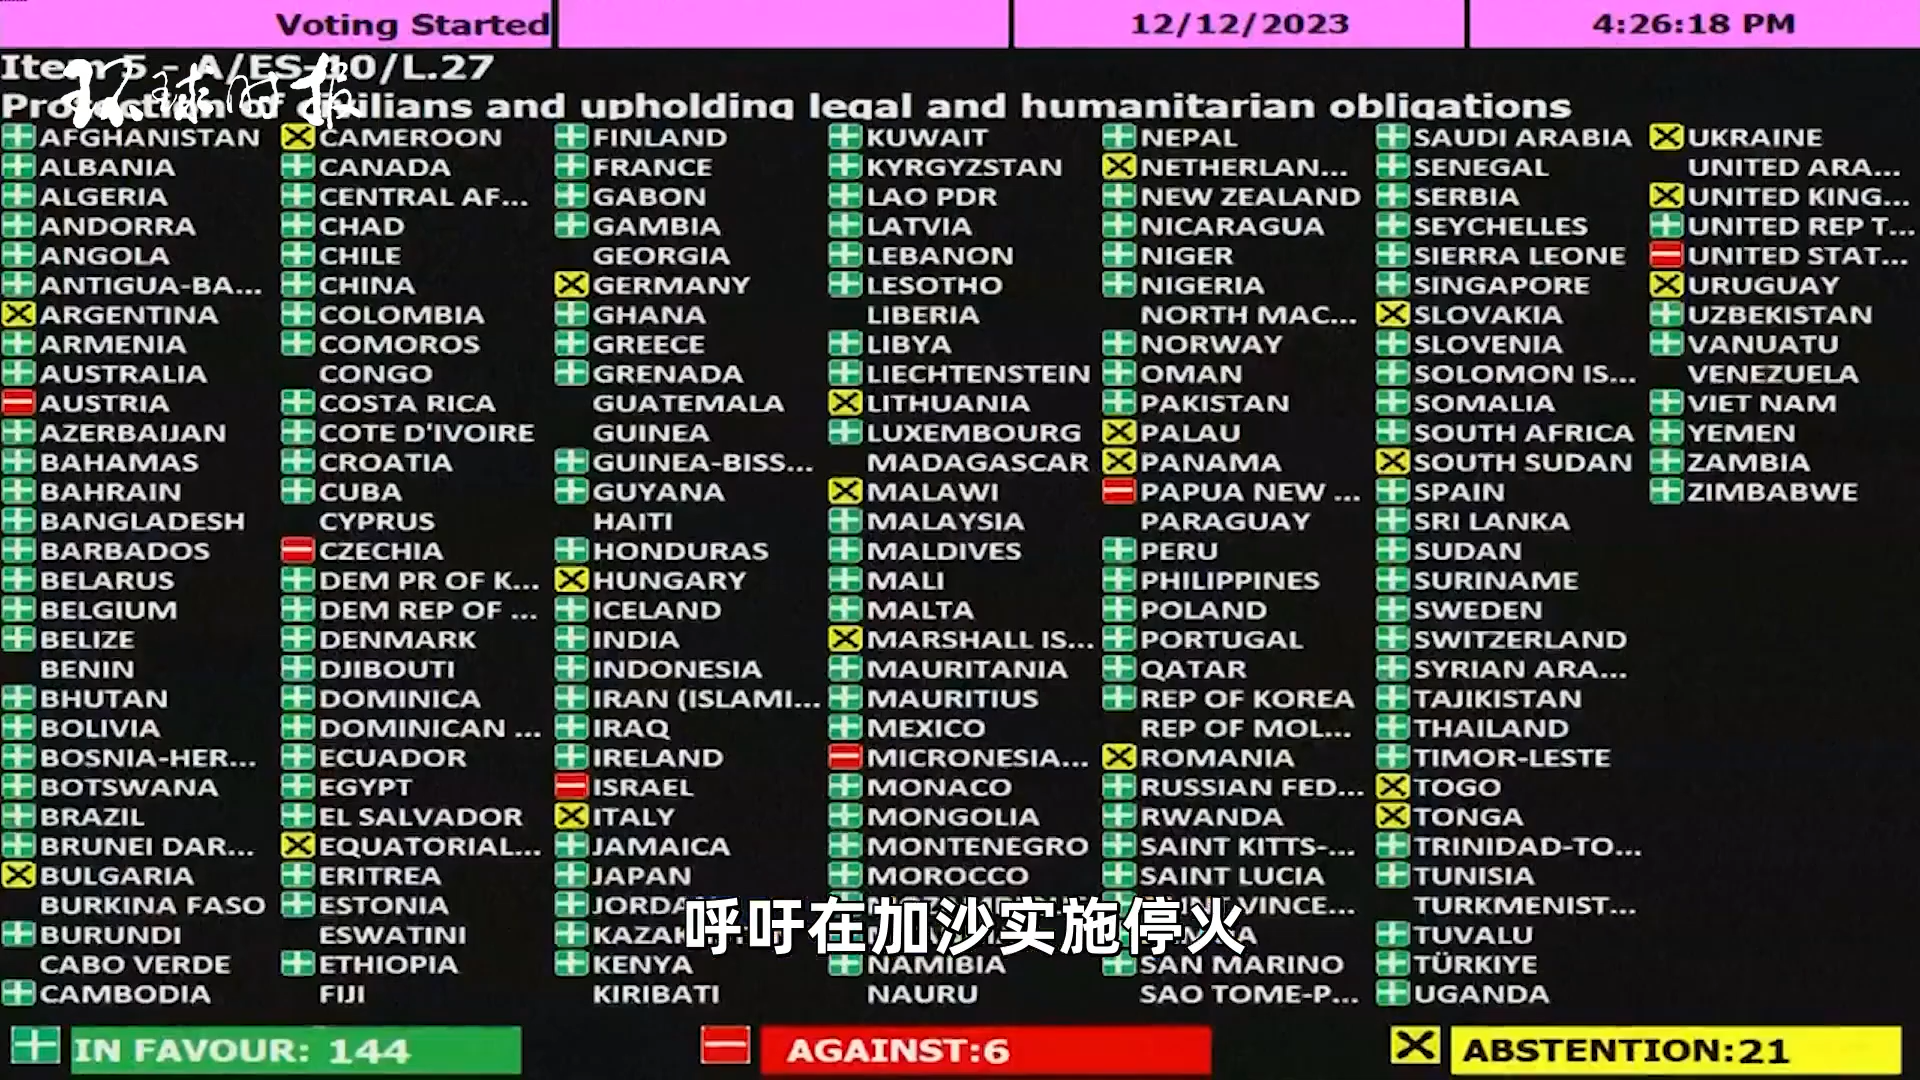 Voting Started 12/12/2023 4:26:18 PM
Item 5 - A/ES-10/L.27
环球时报
Protection of civilians and upholding legal and humanitarian obligations
AFGHANISTAN CAMEROON FINLAND KUWAIT NEPAL SAUDI ARABIA UKRAINE
ALBANIA CANADA FRANCE KYRGYZSTAN NETHERLAN... SENEGAL UNITED ARA...
ALGERIA CENTRAL AF... GABON LAO PDR NEW ZEALAND SERBIA UNITED KING...
ANDORRA CHAD GAMBIA LATVIA NICARAGUA SEYCHELLES UNITED REP T...
ANGOLA CHILE GEORGIA LEBANON NIGER SIERRA LEONE UNITED STAT...
ANTIGUA-BA... CHINA GERMANY LESOTHO NIGERIA SINGAPORE URUGUAY
ARGENTINA COLOMBIA GHANA LIBERIA NORTH MAC... SLOVAKIA UZBEKISTAN
ARMENIA COMOROS GREECE LIBYA NORWAY SLOVENIA VANUATU
AUSTRALIA CONGO GRENADA LIECHTENSTEIN OMAN SOLOMON IS... VENEZUELA
AUSTRIA COSTA RICA GUATEMALA LITHUANIA PAKISTAN SOMALIA VIET NAM
AZERBAIJAN COTE D'IVOIRE GUINEA LUXEMBOURG PALAU SOUTH AFRICA YEMEN
BAHAMAS CROATIA GUINEA-BISS... MADAGASCAR PANAMA SOUTH SUDAN ZAMBIA
BAHRAIN CUBA GUYANA MALAWI PAPUA NEW ... SPAIN ZIMBABWE
BANGLADESH CYPRUS HAITI MALAYSIA PARAGUAY SRI LANKA
BARBADOS CZECHIA HONDURAS MALDIVES PERU SUDAN
BELARUS DEM PR OF K... HUNGARY MALI PHILIPPINES SURINAME
BELGIUM DEM REP OF ... ICELAND MALTA POLAND SWEDEN
BELIZE DENMARK INDIA MARSHALL IS... PORTUGAL SWITZERLAND
BENIN DJIBOUTI INDONESIA MAURITANIA QATAR SYRIAN ARA...
BHUTAN DOMINICA IRAN (ISLAMI... MAURITIUS REP OF KOREA TAJIKISTAN
BOLIVIA DOMINICAN ... IRAQ MEXICO REP OF MOL... THAILAND
BOSNIA-HER... ECUADOR IRELAND MICRONESIA... ROMANIA TIMOR-LESTE
BOTSWANA EGYPT ISRAEL MONACO RUSSIAN FED... TOGO
BRAZIL EL SALVADOR ITALY MONGOLIA RWANDA TONGA
BRUNEI DAR... EQUATORIAL... JAMAICA MONTENEGRO SAINT KITTS-... TRINIDAD-TO...
BULGARIA ERITREA JAPAN MOROCCO SAINT LUCIA TUNISIA
BURKINA FASO ESTONIA TURKMENIST...
呼吁在加沙实施停火
BURUNDI ESWATINI TUVALU
CABO VERDE ETHIOPIA KENYA NAMIBIA SAN MARINO TÜRKIYE
CAMBODIA FIJI KIRIBATI NAURU SAO TOME-P... UGANDA
IN FAVOUR: 144 AGAINST:6 ABSTENTION:21